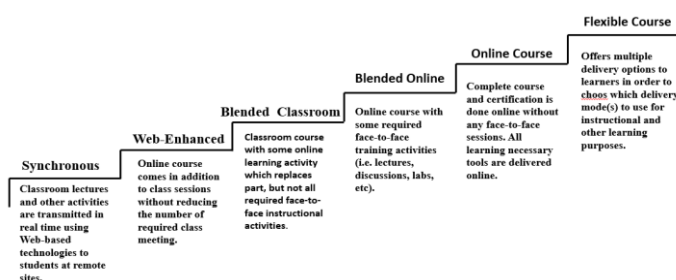 Synchronous
Classroom lectures
and other activities
are transmitted in
real time using
Web-based
technologies to
students at remote
sites.
Web-Enhanced
Online course
comes in addition
to class sessions
without reducing
the number of
required class
meeting.
Blended Classroom
Classroom course
with some online
learning activity
which replaces
part, but not all
required face-to-
face instructional
activities.
Blended Online
Online course with
some required
face-to-face
training activities
(i.e. lectures,
discussions, labs,
etc).
Online Course
Complete course
and certification is
done online without
any face-to-face
sessions. All
learning necessary
tools are delivered
online.
Flexible Course
Offers multiple
delivery options to
learners in order to
choos which delivery
mode(s) to use for
instructional and
other learning
purposes.